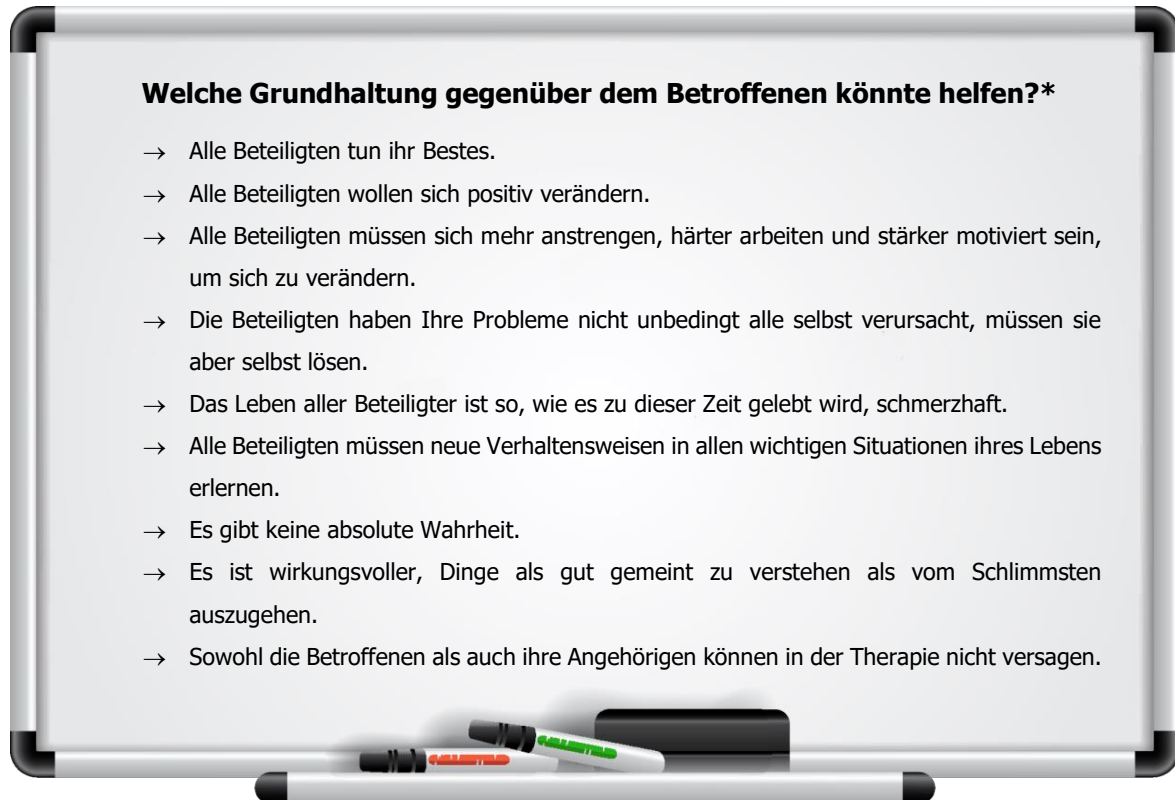 Welche Grundhaltung gegenüber dem Betroffenen könnte helfen?*
→ Alle Beteiligten tun ihr Bestes.
→ Alle Beteiligten wollen sich positiv verändern.
→ Alle Beteiligten müssen sich mehr anstrengen, härter arbeiten und stärker motiviert sein,
um sich zu verändern.
→ Die Beteiligten haben Ihre Probleme nicht unbedingt alle selbst verursacht, müssen sie
aber selbst lösen.
→ Das Leben aller Beteiligter ist so, wie es zu dieser Zeit gelebt wird, schmerzhaft.
→ Alle Beteiligten müssen neue Verhaltensweisen in allen wichtigen Situationen ihres Lebens
erlernen.
→ Es gibt keine absolute Wahrheit.
→ Es ist wirkungsvoller, Dinge als gut gemeint zu verstehen als vom Schlimmsten
auszugehen.
→ Sowohl die Betroffenen als auch ihre Angehörigen können in der Therapie nicht versagen.